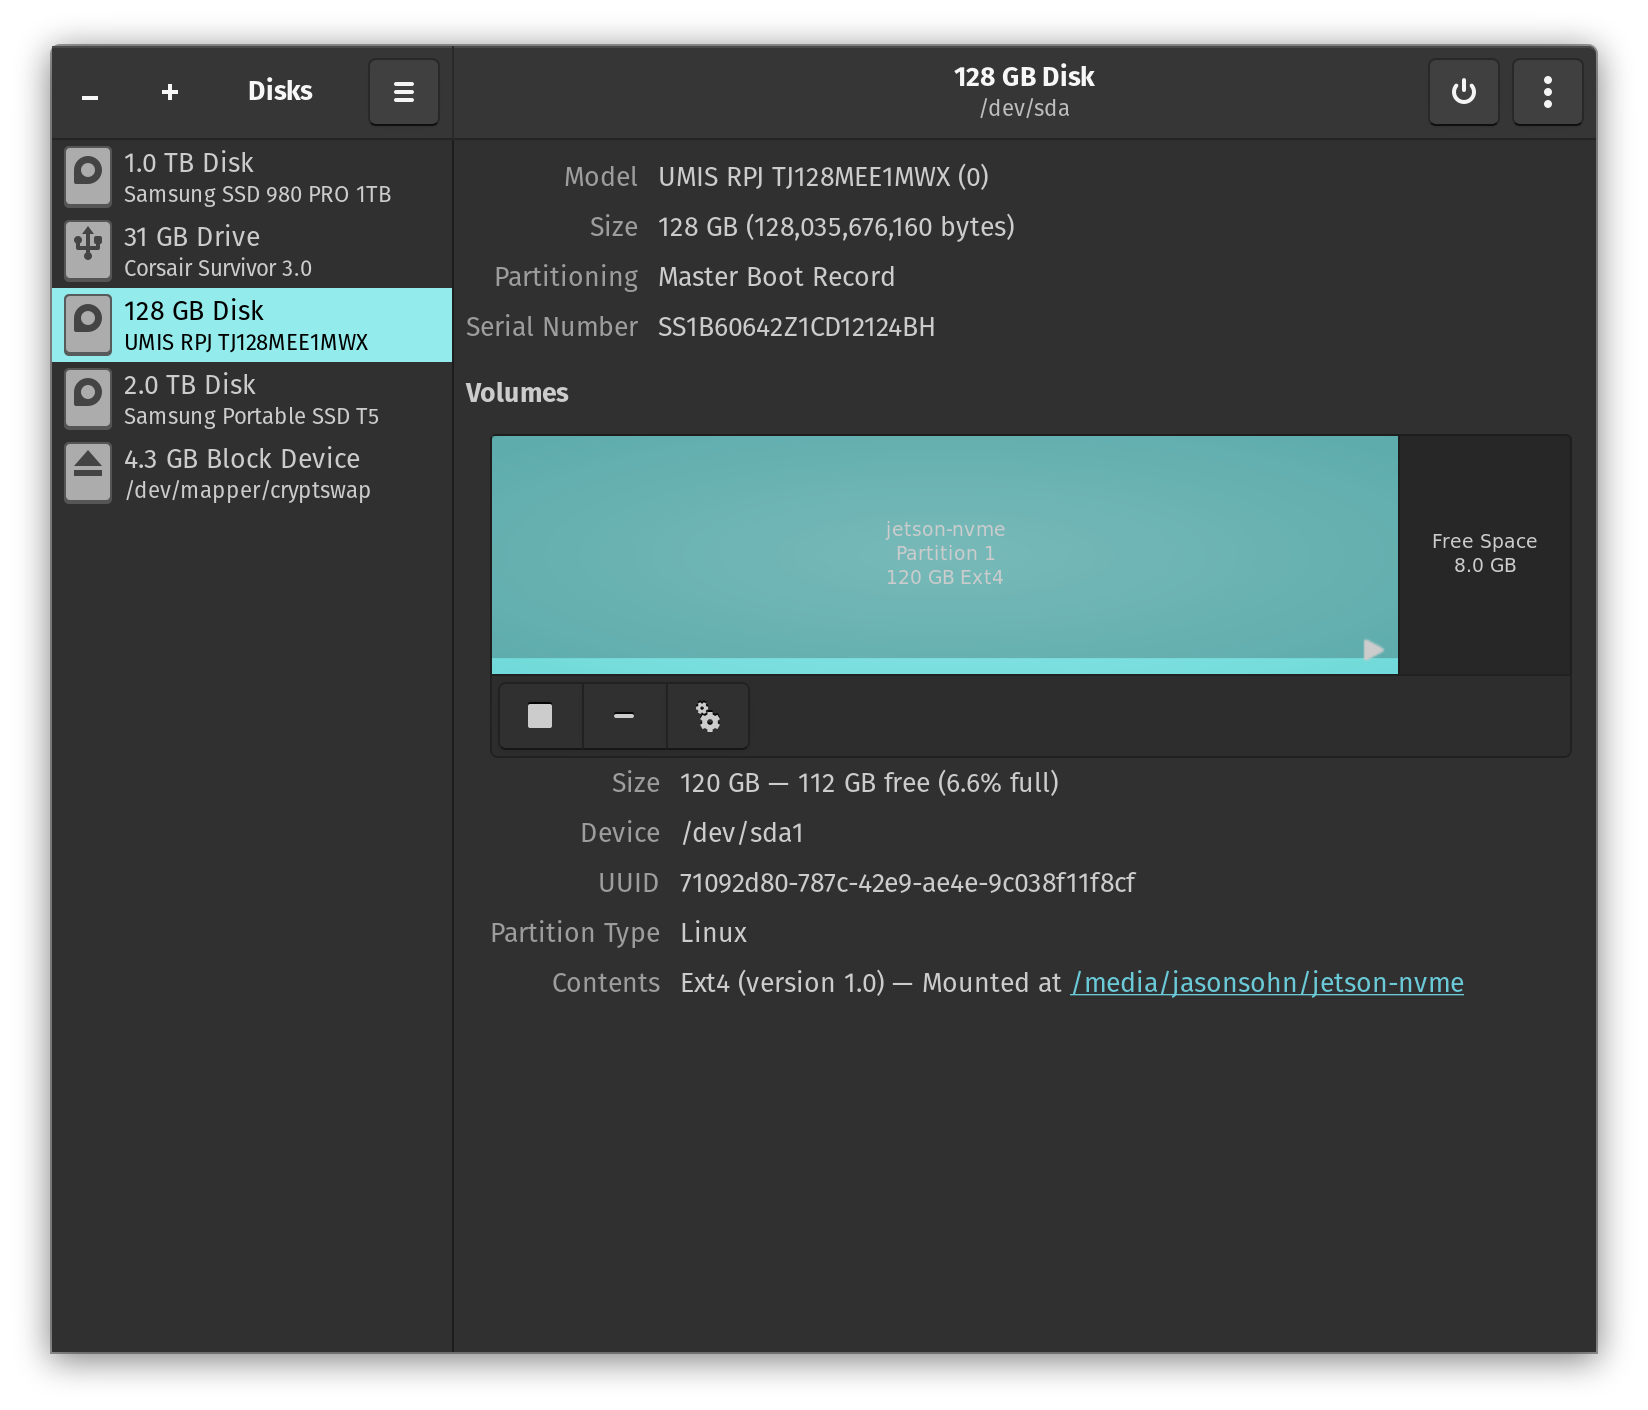 Disks
128 GB Disk
/dev/sda
1.0 TB Disk
Samsung SSD 980 PRO 1TB
31 GB Drive
Corsair Survivor 3.0
128 GB Disk
UMIS RPJ TJ128MEE1MWX
2.0 TB Disk
Samsung Portable SSD T5
4.3 GB Block Device
/dev/mapper/cryptswap
Model UMIS RPJ TJ128MEE1MWX (0)
Size 128 GB (128,035,676,160 bytes)
Partitioning Master Boot Record
Serial Number SS1B60642Z1CD12124BH
Volumes
jetson-nvme
Partition 1
120 GB Ext4
Free Space
8.0 GB
Size 120 GB — 112 GB free (6.6% full)
Device /dev/sda1
UUID 71092d80-787c-42e9-ae4e-9c038f11f8cf
Partition Type Linux
Contents Ext4 (version 1.0) — Mounted at /media/jasonsohn/jetson-nvme